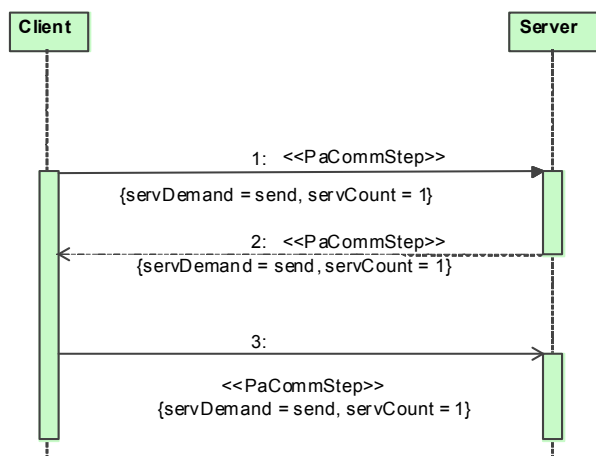 Client
Server
1: <<PaCommStep>>
{servDemand = send, servCount = 1}
2: <<PaCommStep>>
{servDemand = send, servCount = 1}
3:
<<PaCommStep>>
{servDemand = send, servCount = 1}